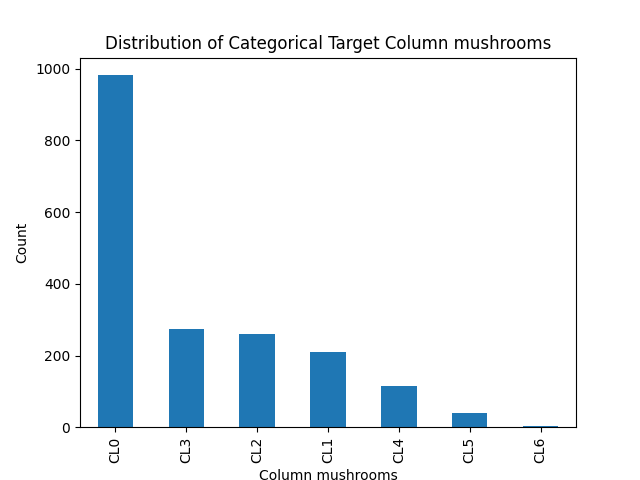 Distribution of Categorical Target Column mushrooms
1000
800
600
400
200
0
Count
CL0
CL3
CL2
CL1
CL4
CL5
CL6
Column mushrooms